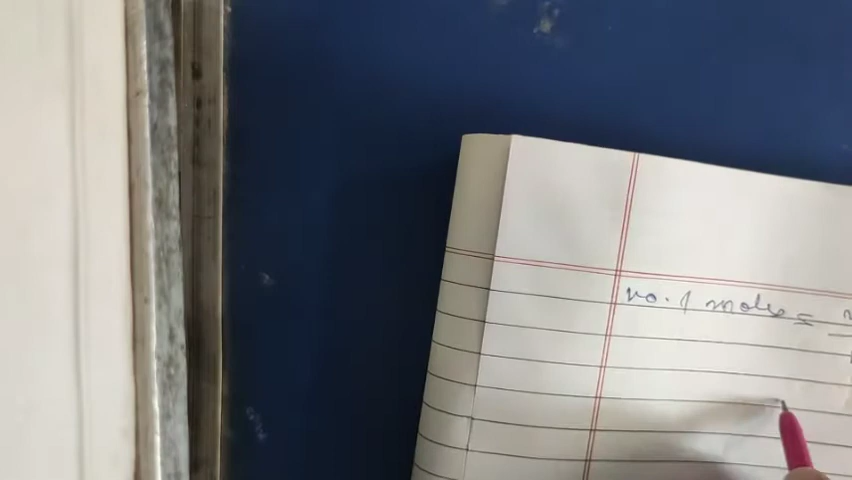 no. of moles =